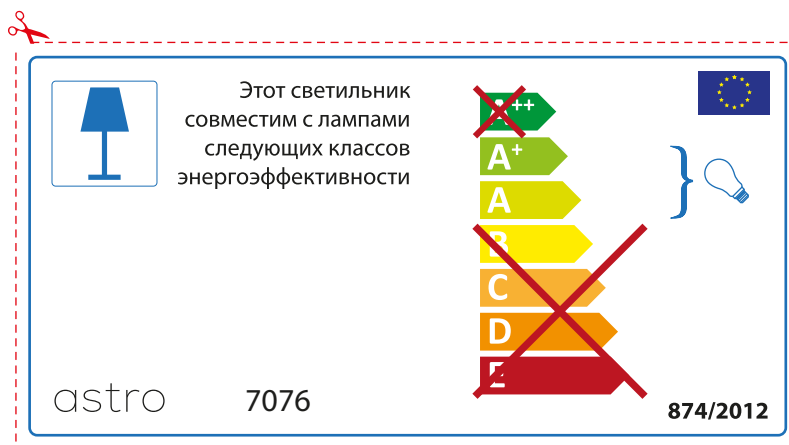 Этот светильник
совместим с лампами
следующих классов
энергоэффективности
A++
A+
A
B
C
D
E
astro
7076
874/2012